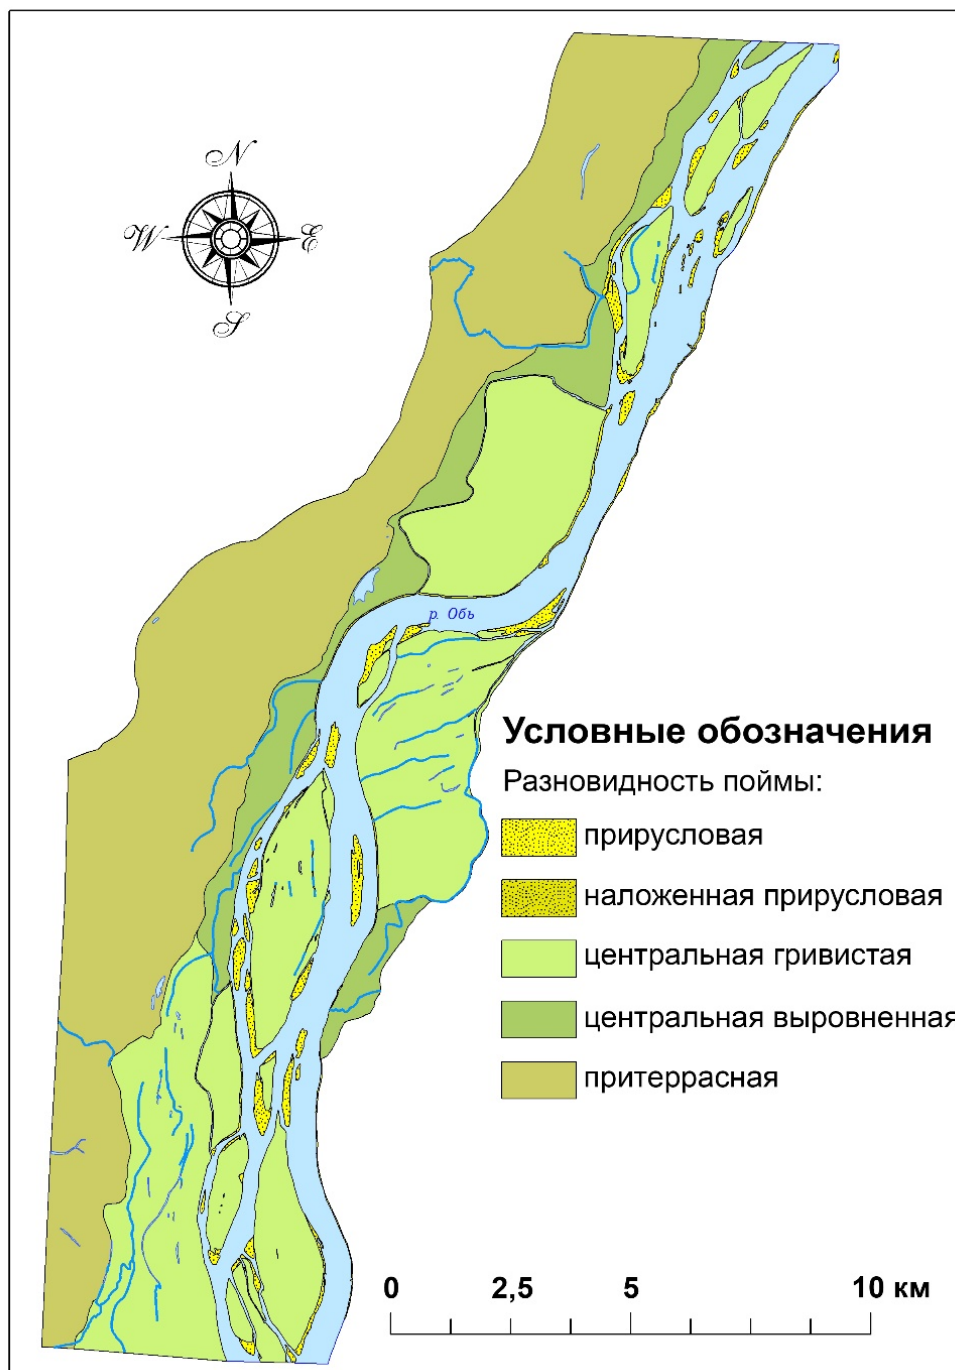 N
W E
S
р. Обь
Условные обозначения
Разновидность поймы:
прирусловая
наложенная прирусловая
центральная гривистая
центральная выровненная
притеррасная
0 2,5 5 10 км